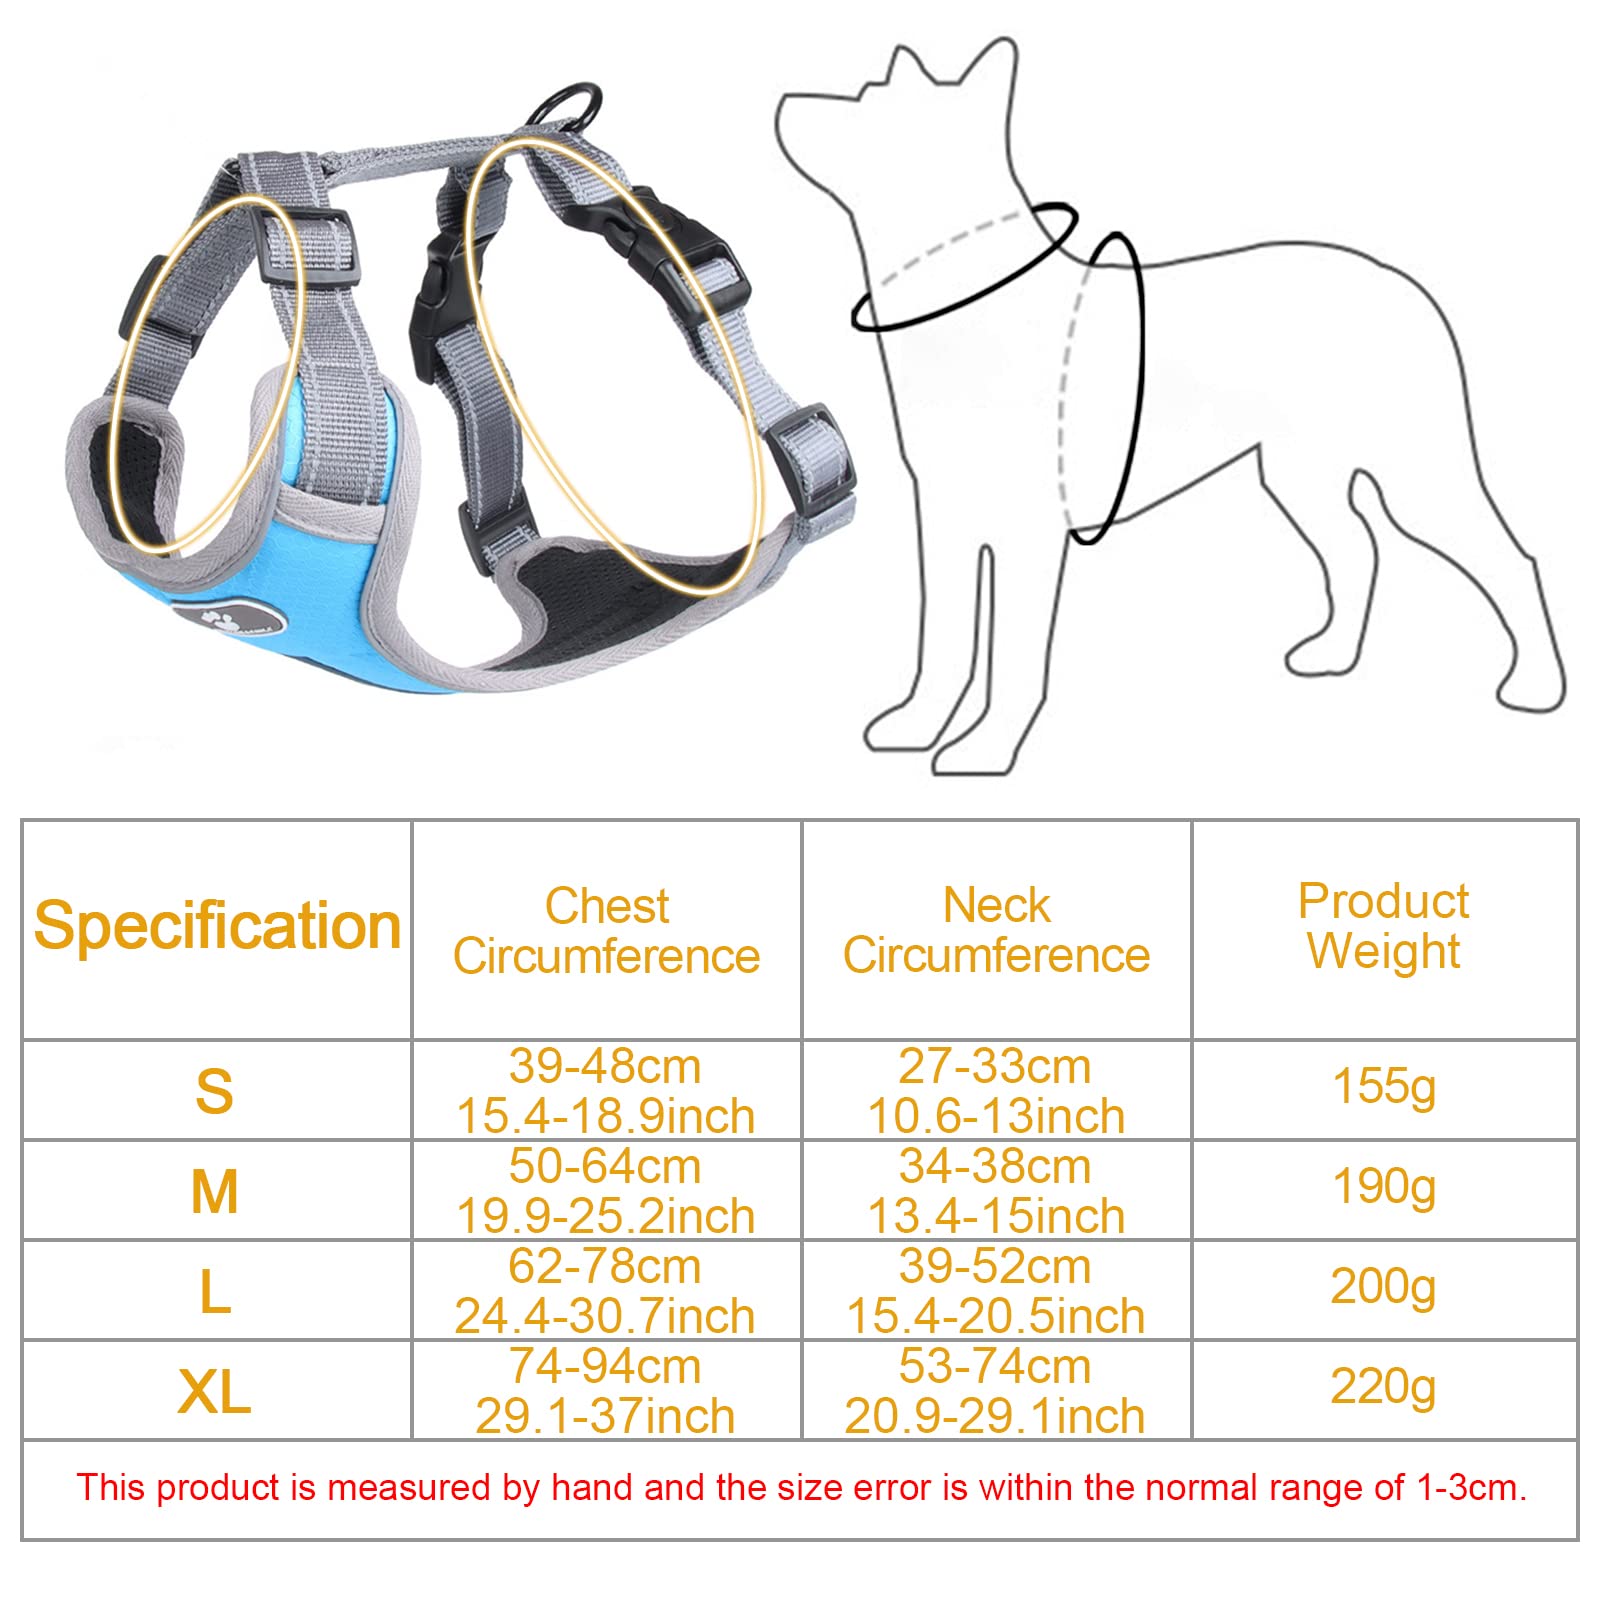 Specification
Chest
Circumference
Neck
Circumference
Product
Weight
S
39-48cm
15.4-18.9inch
27-33cm
10.6-13inch
155g
M
50-64cm
19.9-25.2inch
34-38cm
13.4-15inch
190g
L
62-78cm
24.4-30.7inch
39-52cm
15.4-20.5inch
200g
XL
74-94cm
29.1-37inch
53-74cm
20.9-29.1inch
220g
This product is measured by hand and the size error is within the normal range of 1-3cm.